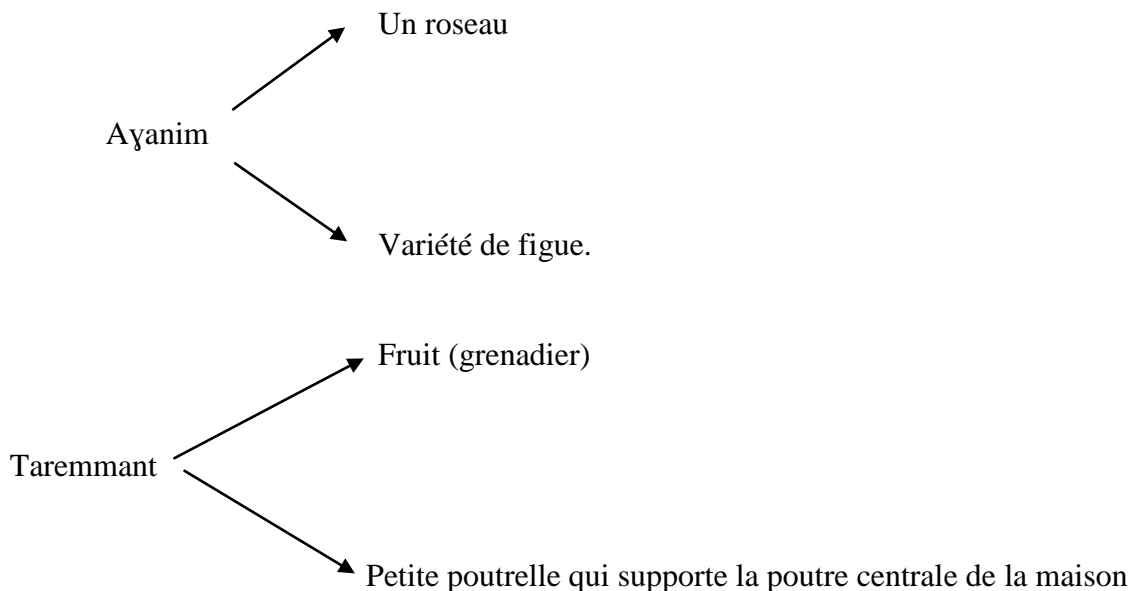 Un roseau
Aɣanim
Variété de figue.
Fruit (grenadier)
Taremmant
Petite poutrelle qui supporte la poutre centrale de la maison